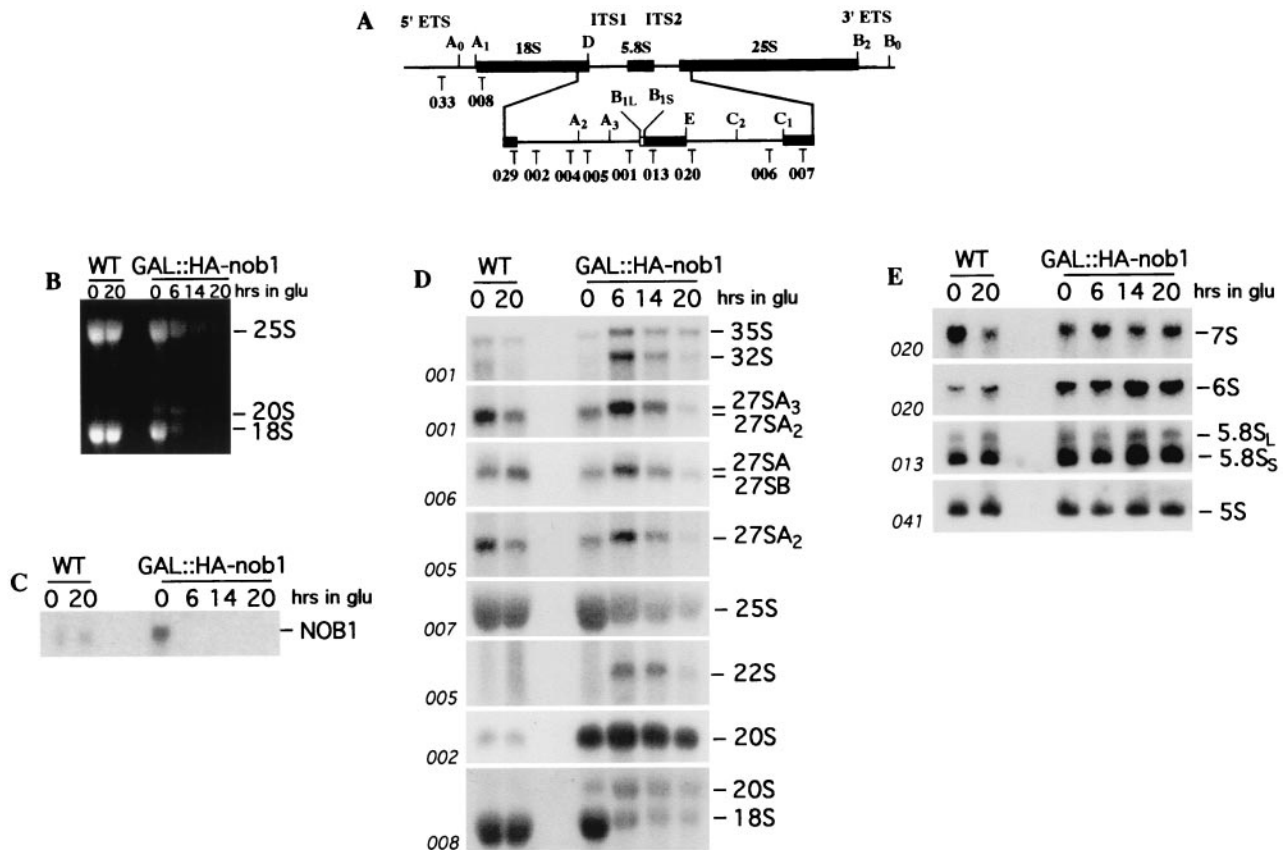 A
5' ETS ITS1 ITS2 3' ETS
A0 A1 18S D 5.8S 25S B2 B0
033 008
B1L B1S
A2 A3 E C2 C1
029 002 004 005 001 013 020 006 007
B
WT GAL::HA-nob1
0 20 0 6 14 20 hrs in glu
25S
20S
18S
C
WT GAL::HA-nob1
0 20 0 6 14 20 hrs in glu
NOB1
D
WT GAL::HA-nob1
0 20 0 6 14 20 hrs in glu
35S
32S
001
27SA3
27SA2
001
27SA
27SB
006
27SA2
005
25S
007
22S
005
20S
002
20S
18S
008
E
WT GAL::HA-nob1
0 20 0 6 14 20 hrs in glu
7S
020
6S
020
5.8SL
5.8SS
013
5S
041